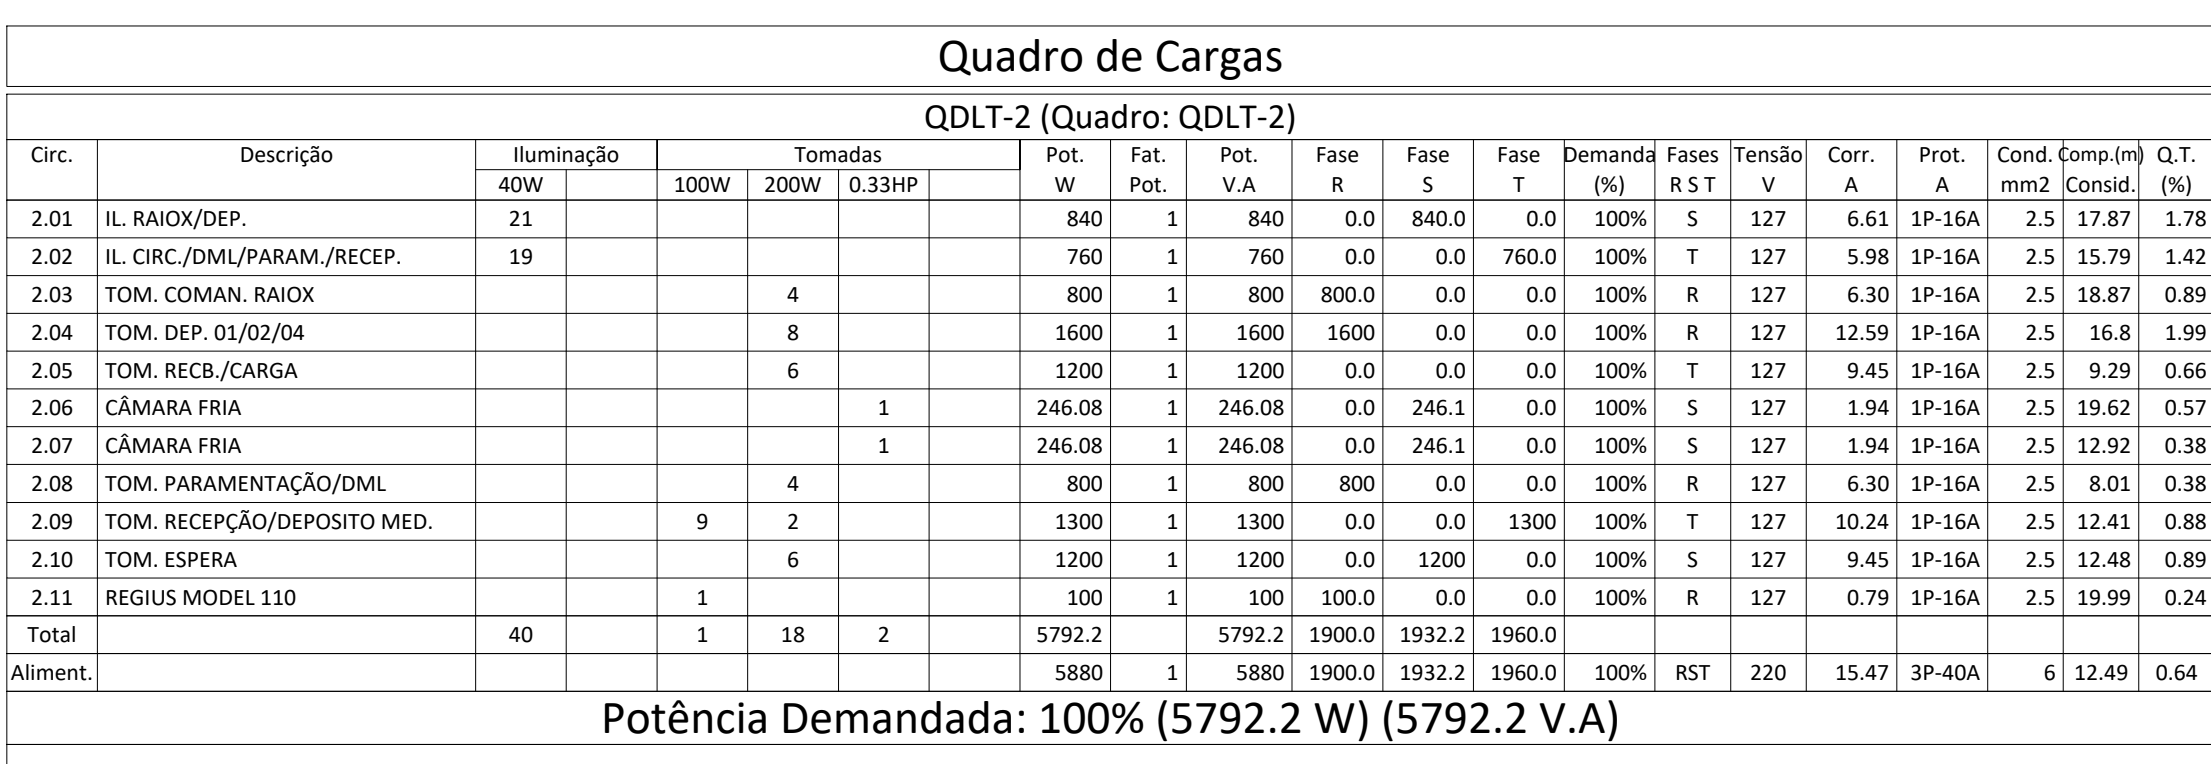 Quadro de Cargas
QDLT-2 (Quadro: QDLT-2)
Circ. Descrição Iluminação Tomadas Pot. Fat. Pot. Fase Fase Fase Demanda Fases Tensão Corr. Prot. Cond. Comp.(m) Q.T.
40W 100W 200W 0.33HP W Pot. V.A R S T (%) R S T V A A mm2 Consid. (%)
2.01 IL. RAIOX/DEP. 21 840 1 840 0.0 840.0 0.0 100% S 127 6.61 1P-16A 2.5 17.87 1.78
2.02 IL. CIRC./DML/PARAM./RECEP. 19 760 1 760 0.0 0.0 760.0 100% T 127 5.98 1P-16A 2.5 15.79 1.42
2.03 TOM. COMAN. RAIOX 4 800 1 800 800.0 0.0 0.0 100% R 127 6.30 1P-16A 2.5 18.87 0.89
2.04 TOM. DEP. 01/02/04 8 1600 1 1600 1600 0.0 0.0 100% R 127 12.59 1P-16A 2.5 16.8 1.99
2.05 TOM. RECB./CARGA 6 1200 1 1200 0.0 0.0 0.0 100% T 127 9.45 1P-16A 2.5 9.29 0.66
2.06 CÂMARA FRIA 1 246.08 1 246.08 0.0 246.1 0.0 100% S 127 1.94 1P-16A 2.5 19.62 0.57
2.07 CÂMARA FRIA 1 246.08 1 246.08 0.0 246.1 0.0 100% S 127 1.94 1P-16A 2.5 12.92 0.38
2.08 TOM. PARAMENTAÇÃO/DML 4 800 1 800 800 0.0 0.0 100% R 127 6.30 1P-16A 2.5 8.01 0.38
2.09 TOM. RECEPÇÃO/DEPOSITO MED. 9 2 1300 1 1300 0.0 0.0 1300 100% T 127 10.24 1P-16A 2.5 12.41 0.88
2.10 TOM. ESPERA 6 1200 1 1200 0.0 1200 0.0 100% S 127 9.45 1P-16A 2.5 12.48 0.89
2.11 REGIUS MODEL 110 1 100 1 100 100.0 0.0 0.0 100% R 127 0.79 1P-16A 2.5 19.99 0.24
Total 40 1 18 2 5792.2 5792.2 1900.0 1932.2 1960.0
Aliment. 5880 1 5880 1900.0 1932.2 1960.0 100% RST 220 15.47 3P-40A 6 12.49 0.64
Potência Demandada: 100% (5792.2 W) (5792.2 V.A)